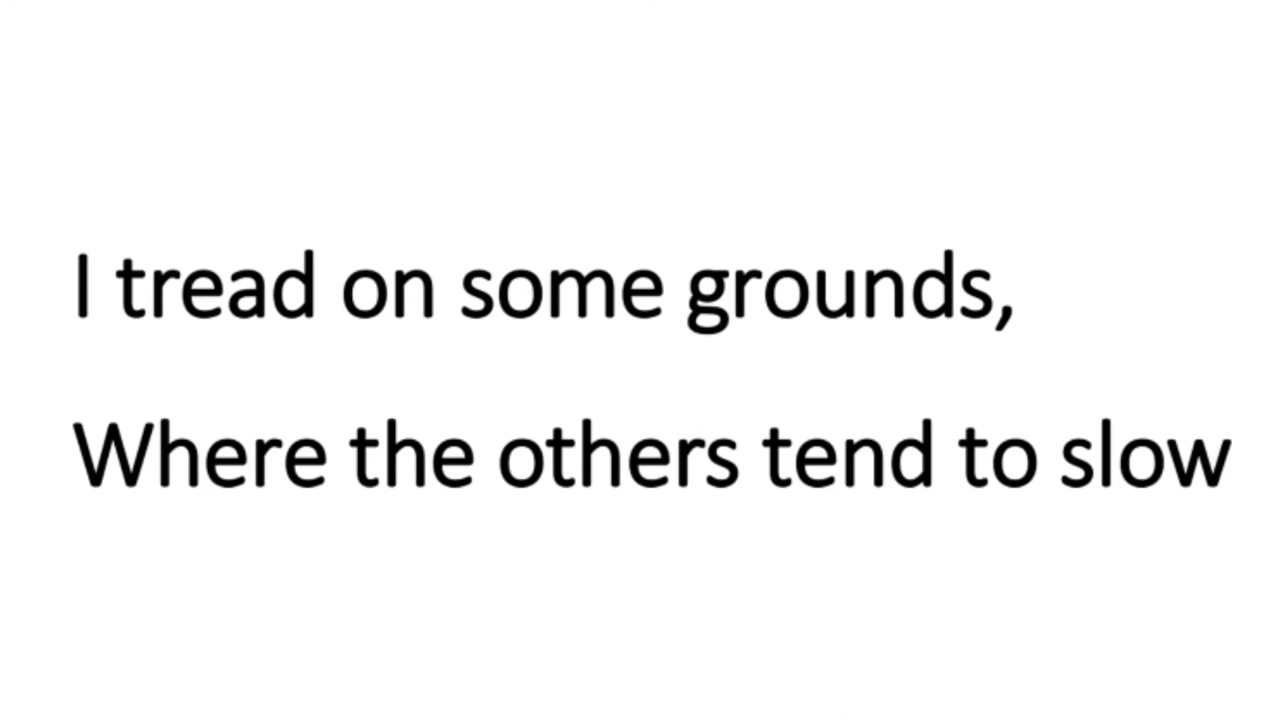 I tread on some grounds,
Where the others tend to slow